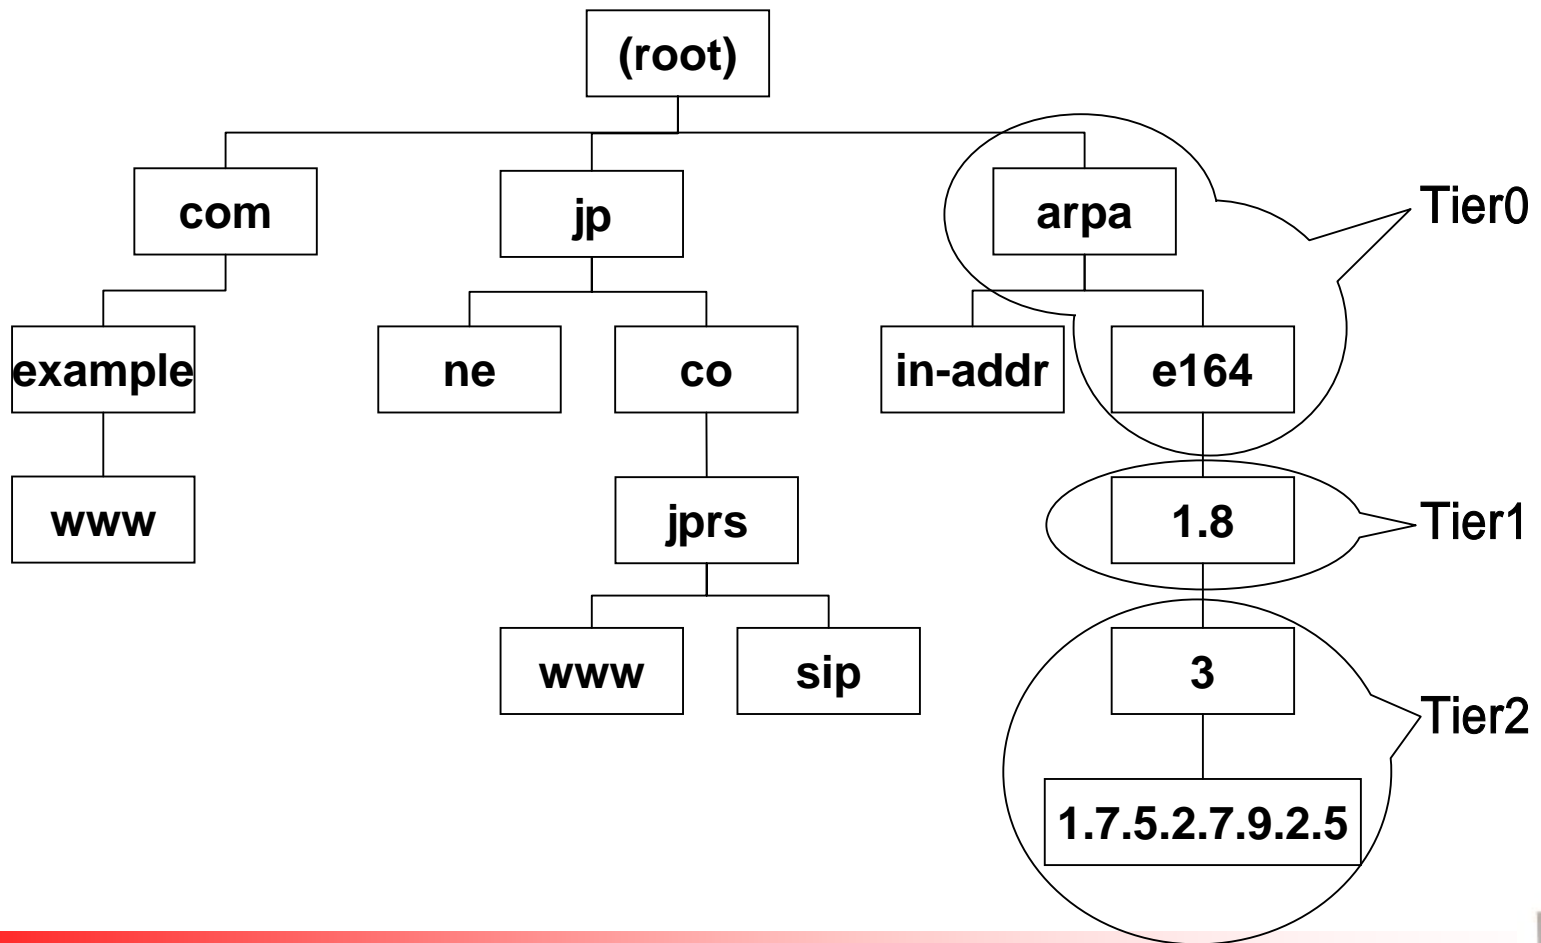 (root)
com
jp
arpa
Tier0
example
ne
co
in-addr
e164
www
jprs
1.8
Tier1
www
sip
3
Tier2
1.7.5.2.7.9.2.5